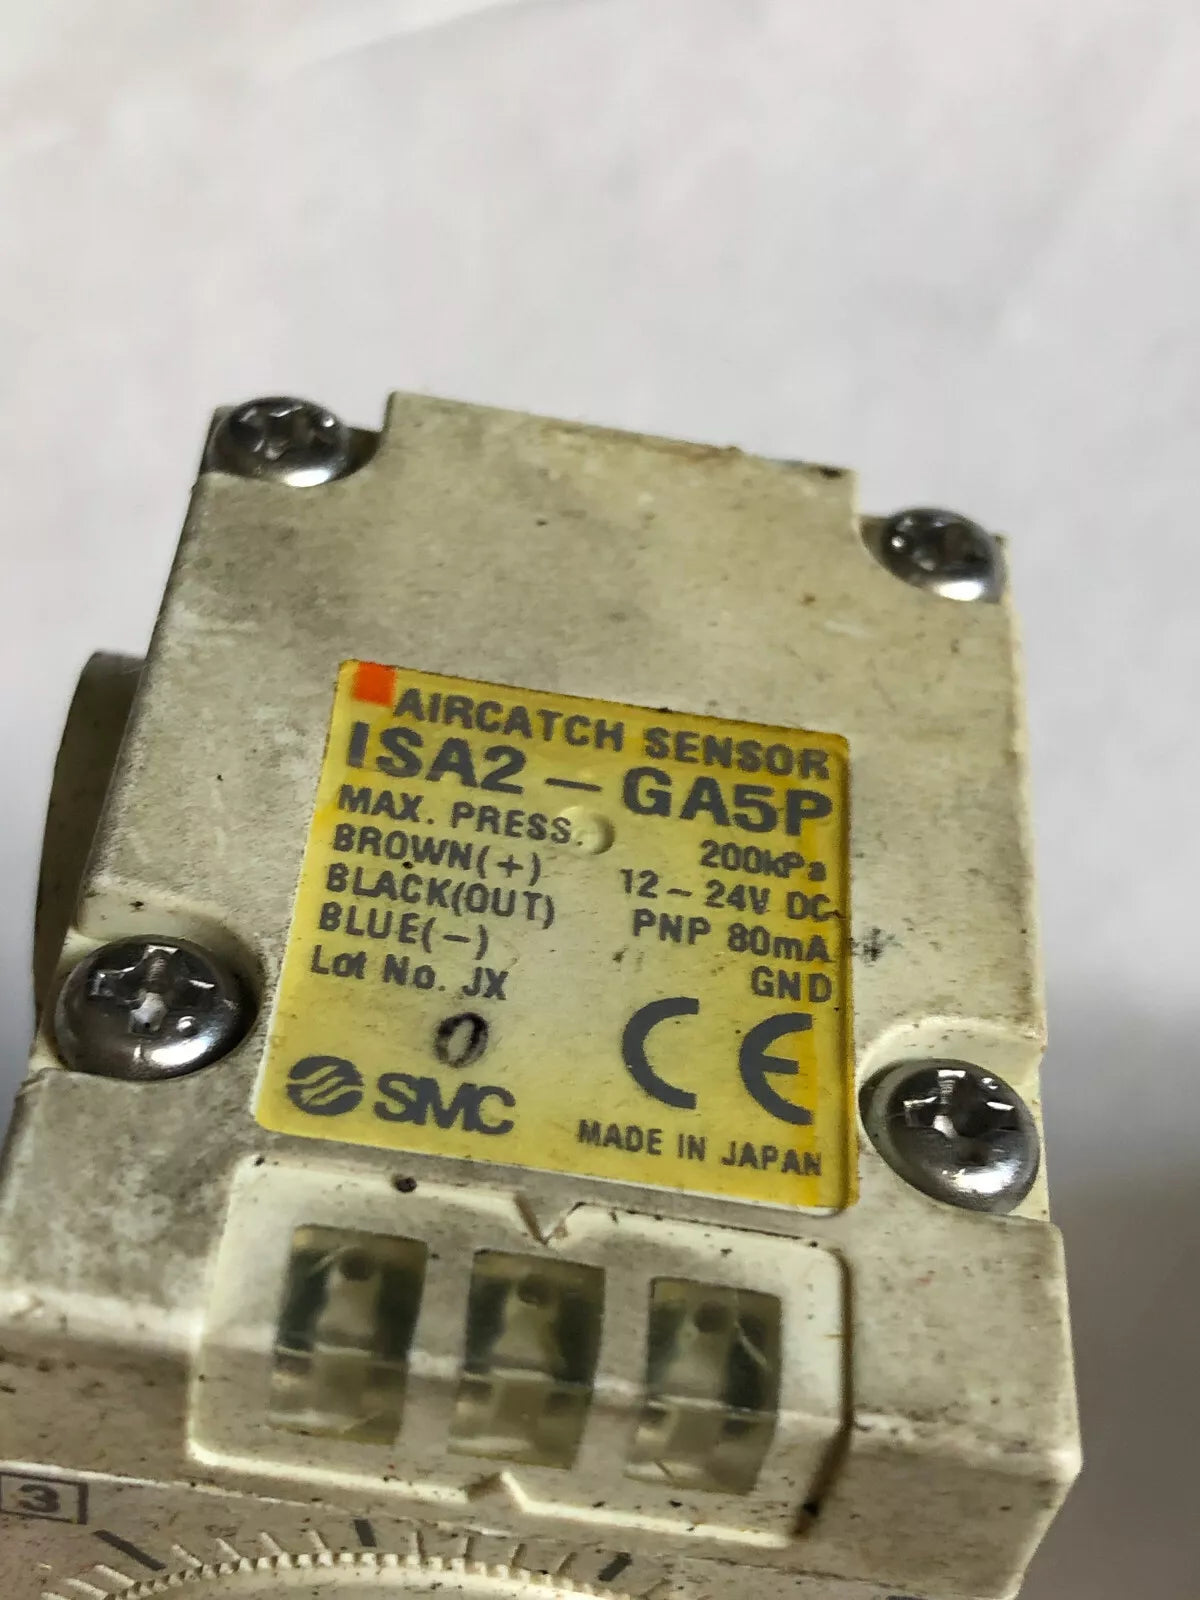 AIRCATCH SENSOR
ISA2-GA5P
MAX. PRESS. 200kPa
BROWN(+) 12~24V DC
BLACK(OUT) PNP 80mA
BLUE(-) GND
Lot No. JX
0
CE
SMC
MADE IN JAPAN
3